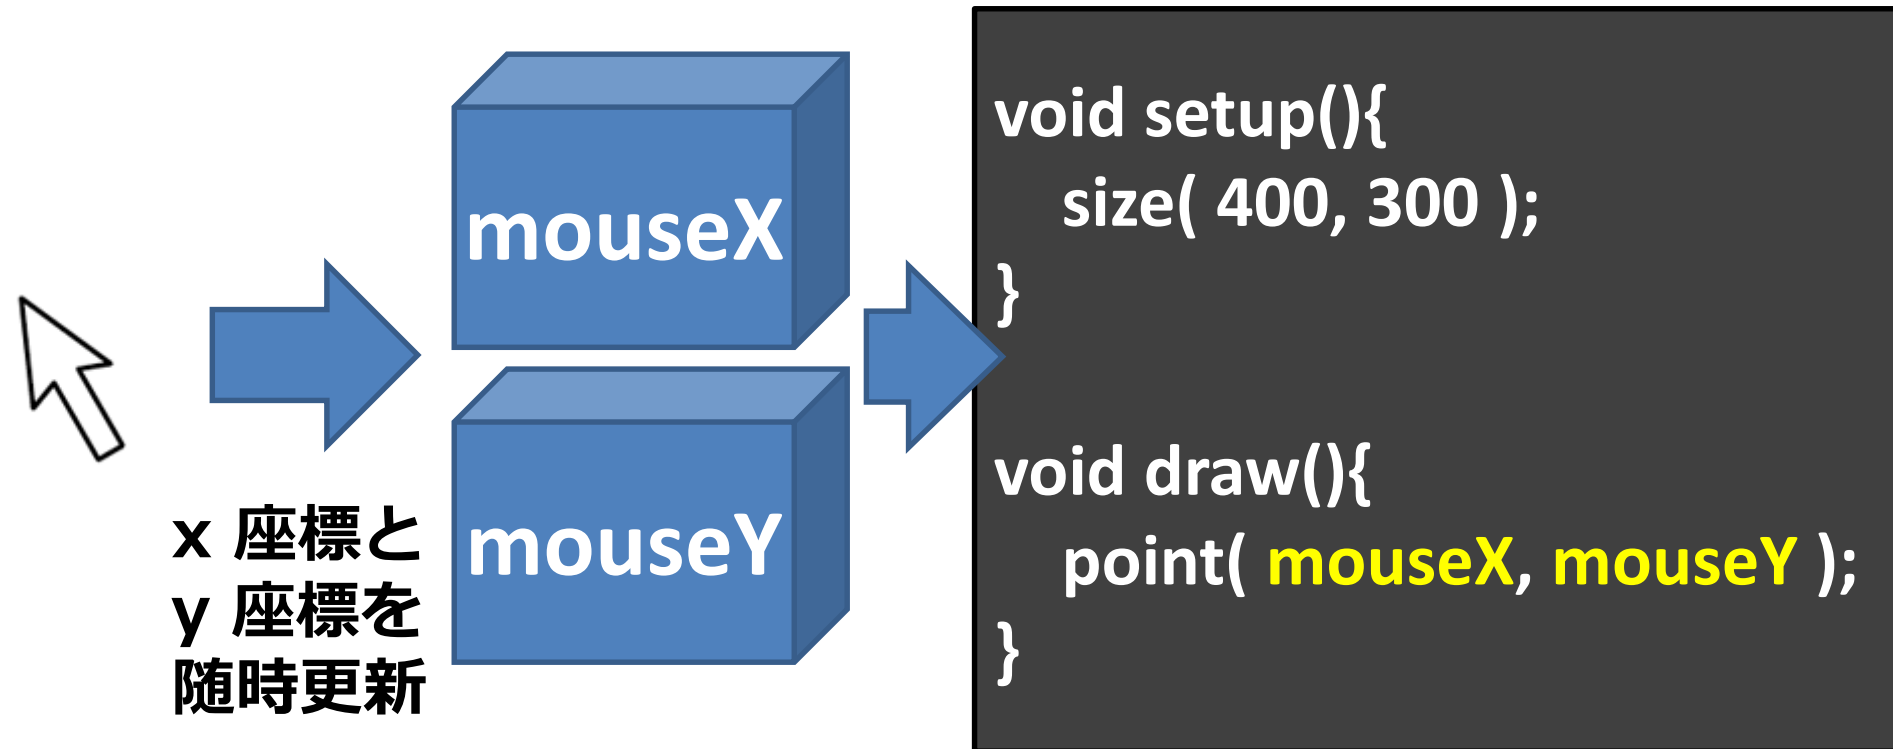 x 座標と
y 座標を
随時更新
mouseX
mouseY
void setup(){
size( 400, 300 );
}
void draw(){
point( mouseX, mouseY );
}